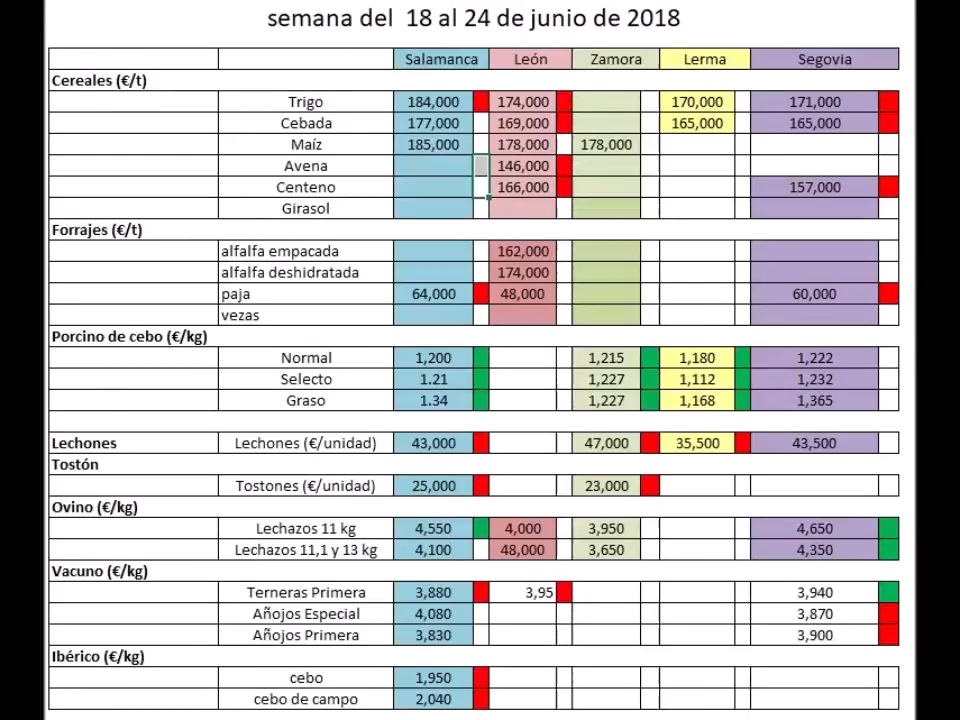 semana del 18 al 24 de junio de 2018
Salamanca León Zamora Lerma Segovia
Cereales (€/t)
Trigo 184,000 174,000 170,000 171,000
Cebada 177,000 169,000 165,000 165,000
Maíz 185,000 178,000 178,000
Avena 146,000
Centeno 166,000 157,000
Girasol
Forrajes (€/t)
alfalfa empacada 162,000
alfalfa deshidratada 174,000
paja 64,000 48,000 60,000
vezas
Porcino de cebo (€/kg)
Normal 1,200 1,215 1,180 1,222
Selecto 1.21 1,227 1,112 1,232
Graso 1.34 1,227 1,168 1,365
Lechones Lechones (€/unidad) 43,000 47,000 35,500 43,500
Tostón
Tostones (€/unidad) 25,000 23,000
Ovino (€/kg)
Lechazos 11 kg 4,550 4,000 3,950 4,650
Lechazos 11,1 y 13 kg 4,100 48,000 3,650 4,350
Vacuno (€/kg)
Terneras Primera 3,880 3,95 3,940
Añojos Especial 4,080 3,870
Añojos Primera 3,830 3,900
Ibérico (€/kg)
cebo 1,950
cebo de campo 2,040